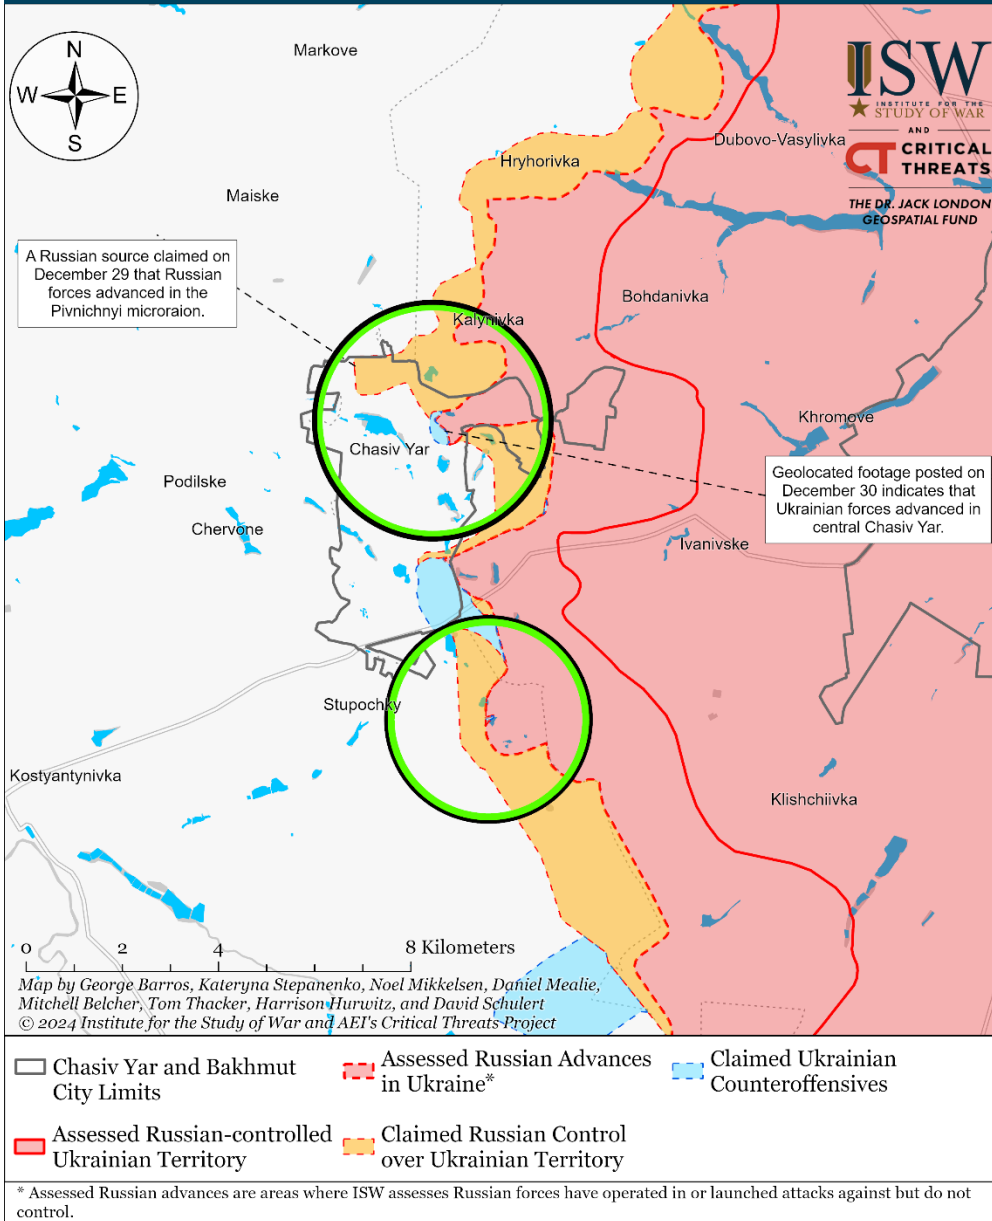 N
W
E
S
Markove
ISW
INSTITUTE FOR THE
STUDY OF WAR
AND
CT CRITICAL
THREATS
THE DR. JACK LONDON
GEOSPATIAL FUND
Dubovo-Vasylivka
Hryhorivka
Maiske
A Russian source claimed on
December 29 that Russian
forces advanced in the
Pivnichnyi microraion.
Bohdanivka
Kalynivka
Khromove
Chasiv Yar
Geolocated footage posted on
December 30 indicates that
Ukrainian forces advanced in
central Chasiv Yar.
Podilske
Chervone
Ivanivske
Stupochky
Kostyantynivka
Klishchiivka
0 2 4 8 Kilometers
Map by George Barros, Kateryna Stepanenko, Noel Mikkelsen, Daniel Mealie,
Mitchell Belcher, Tom Thacker, Harrison Hurwitz, and David Schulert
© 2024 Institute for the Study of War and AEI's Critical Threats Project
Chasiv Yar and Bakhmut
City Limits
Assessed Russian Advances
in Ukraine*
Claimed Ukrainian
Counteroffensives
Assessed Russian-controlled
Ukrainian Territory
Claimed Russian Control
over Ukrainian Territory
* Assessed Russian advances are areas where ISW assesses Russian forces have operated in or launched attacks against but do not
control.